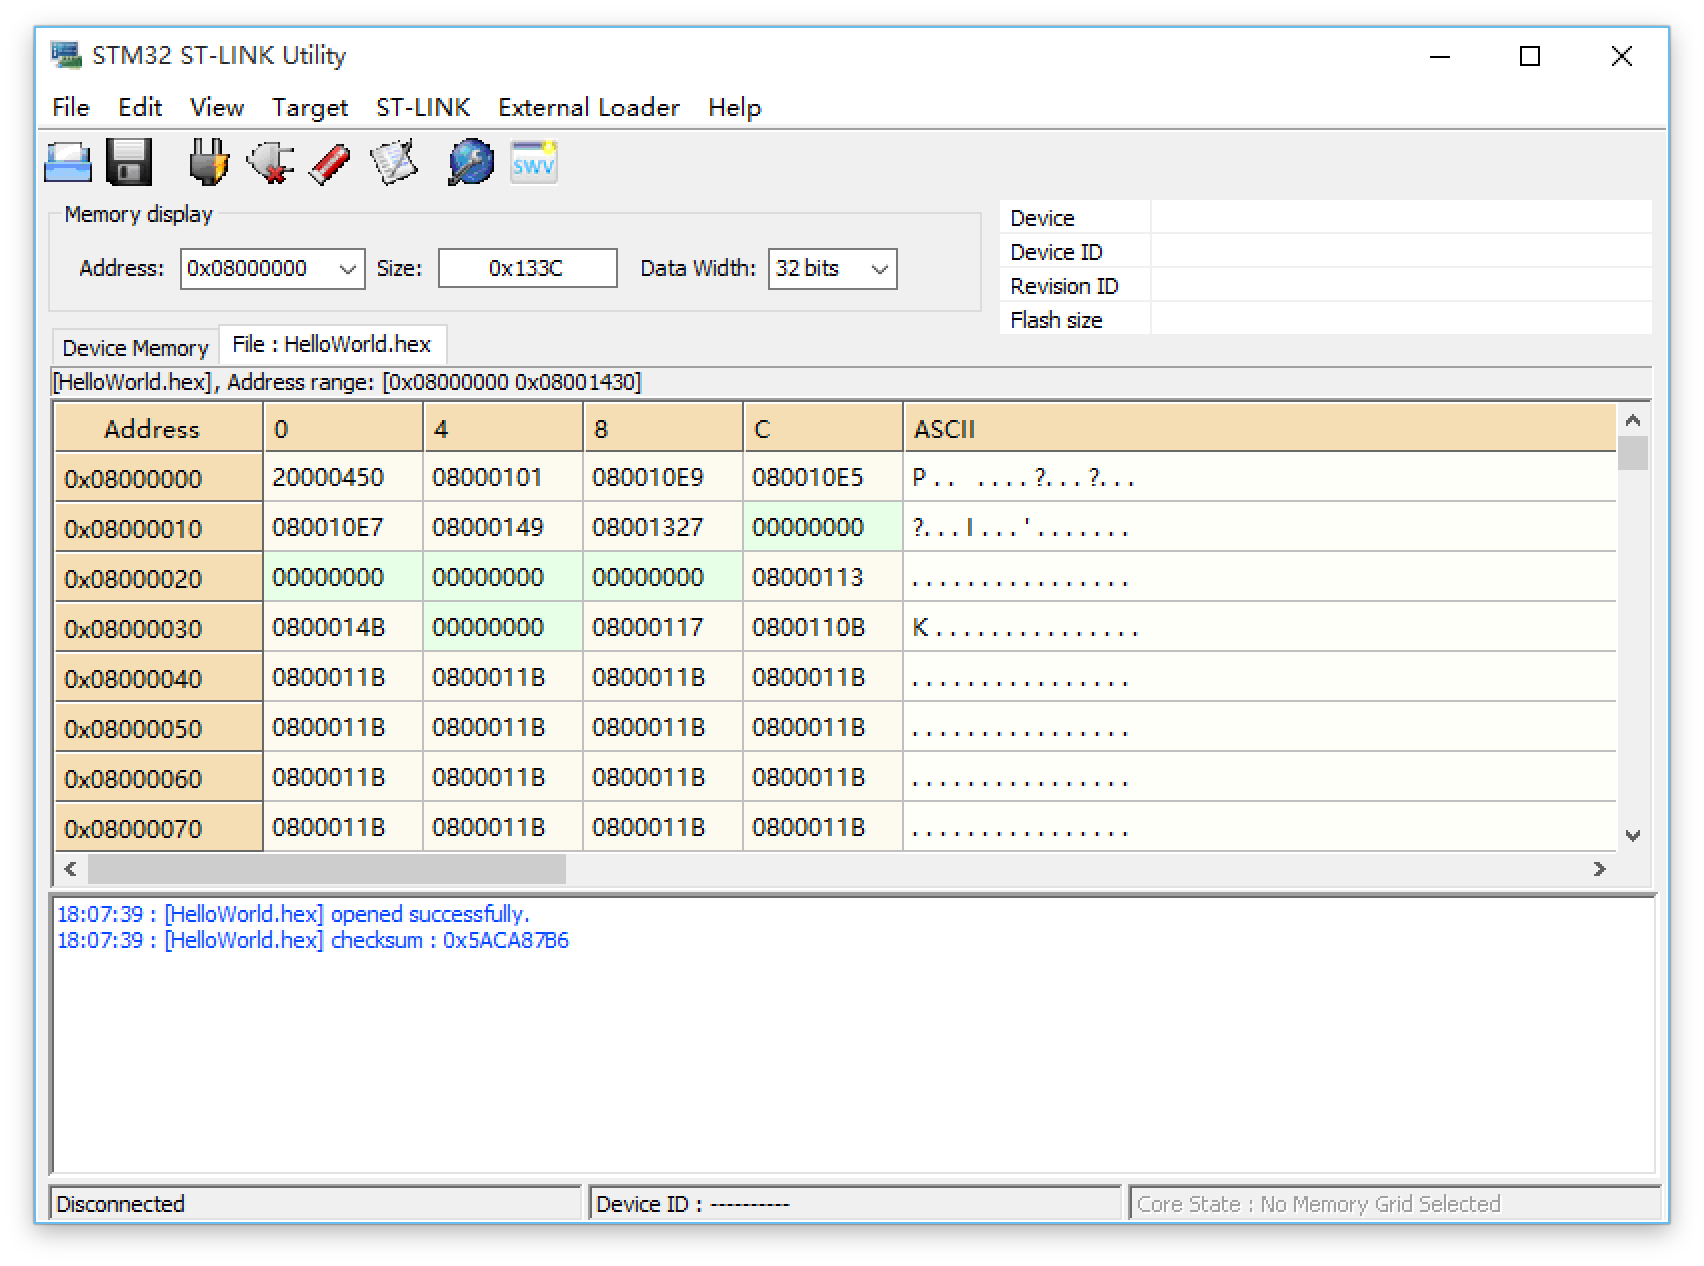 STM32 ST-LINK Utility
File Edit View Target ST-LINK External Loader Help
SWV
Memory display
Address: 0x08000000 Size: 0x133C Data Width: 32 bits
Device
Device ID
Revision ID
Flash size
Device Memory File : HelloWorld.hex
[HelloWorld.hex], Address range: [0x08000000 0x08001430]
Address 0 4 8 C ASCII
0x08000000 20000450 08000101 080010E9 080010E5 P.. ....?...?...
0x08000010 080010E7 08000149 08001327 00000000 ?...I...'.......
0x08000020 00000000 00000000 00000000 08000113 ................
0x08000030 0800014B 00000000 08000117 0800110B K...............
0x08000040 0800011B 0800011B 0800011B 0800011B ................
0x08000050 0800011B 0800011B 0800011B 0800011B ................
0x08000060 0800011B 0800011B 0800011B 0800011B ................
0x08000070 0800011B 0800011B 0800011B 0800011B ................
18:07:39 : [HelloWorld.hex] opened successfully.
18:07:39 : [HelloWorld.hex] checksum : 0x5ACA87B6
Disconnected Device ID : ---------- Core State : No Memory Grid Selected